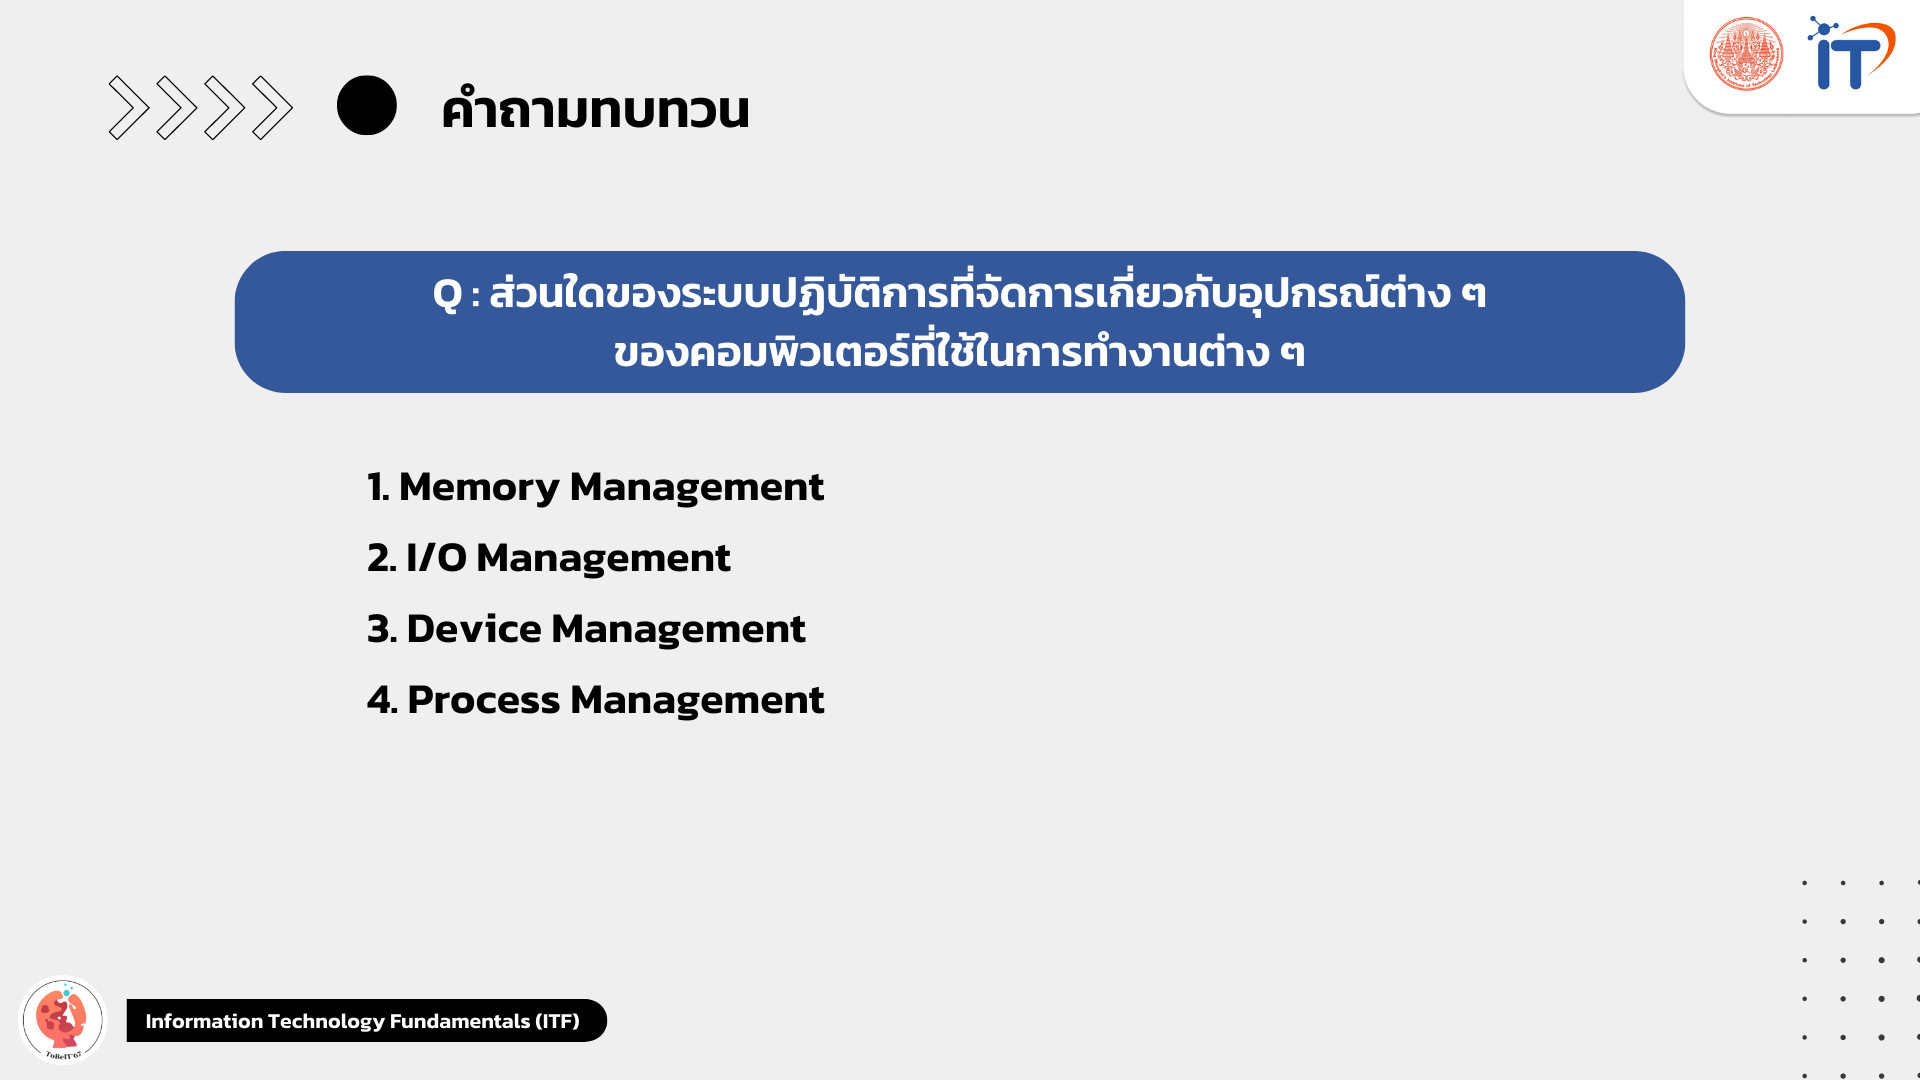 คำถามทบทวน
IT
Q : ส่วนใดของระบบปฏิบัติการที่จัดการเกี่ยวกับอุปกรณ์ต่าง ๆ
ของคอมพิวเตอร์ที่ใช้ในการทำงานต่าง ๆ
1. Memory Management
2. I/O Management
3. Device Management
4. Process Management
ToBeIT'67
Information Technology Fundamentals (ITF)